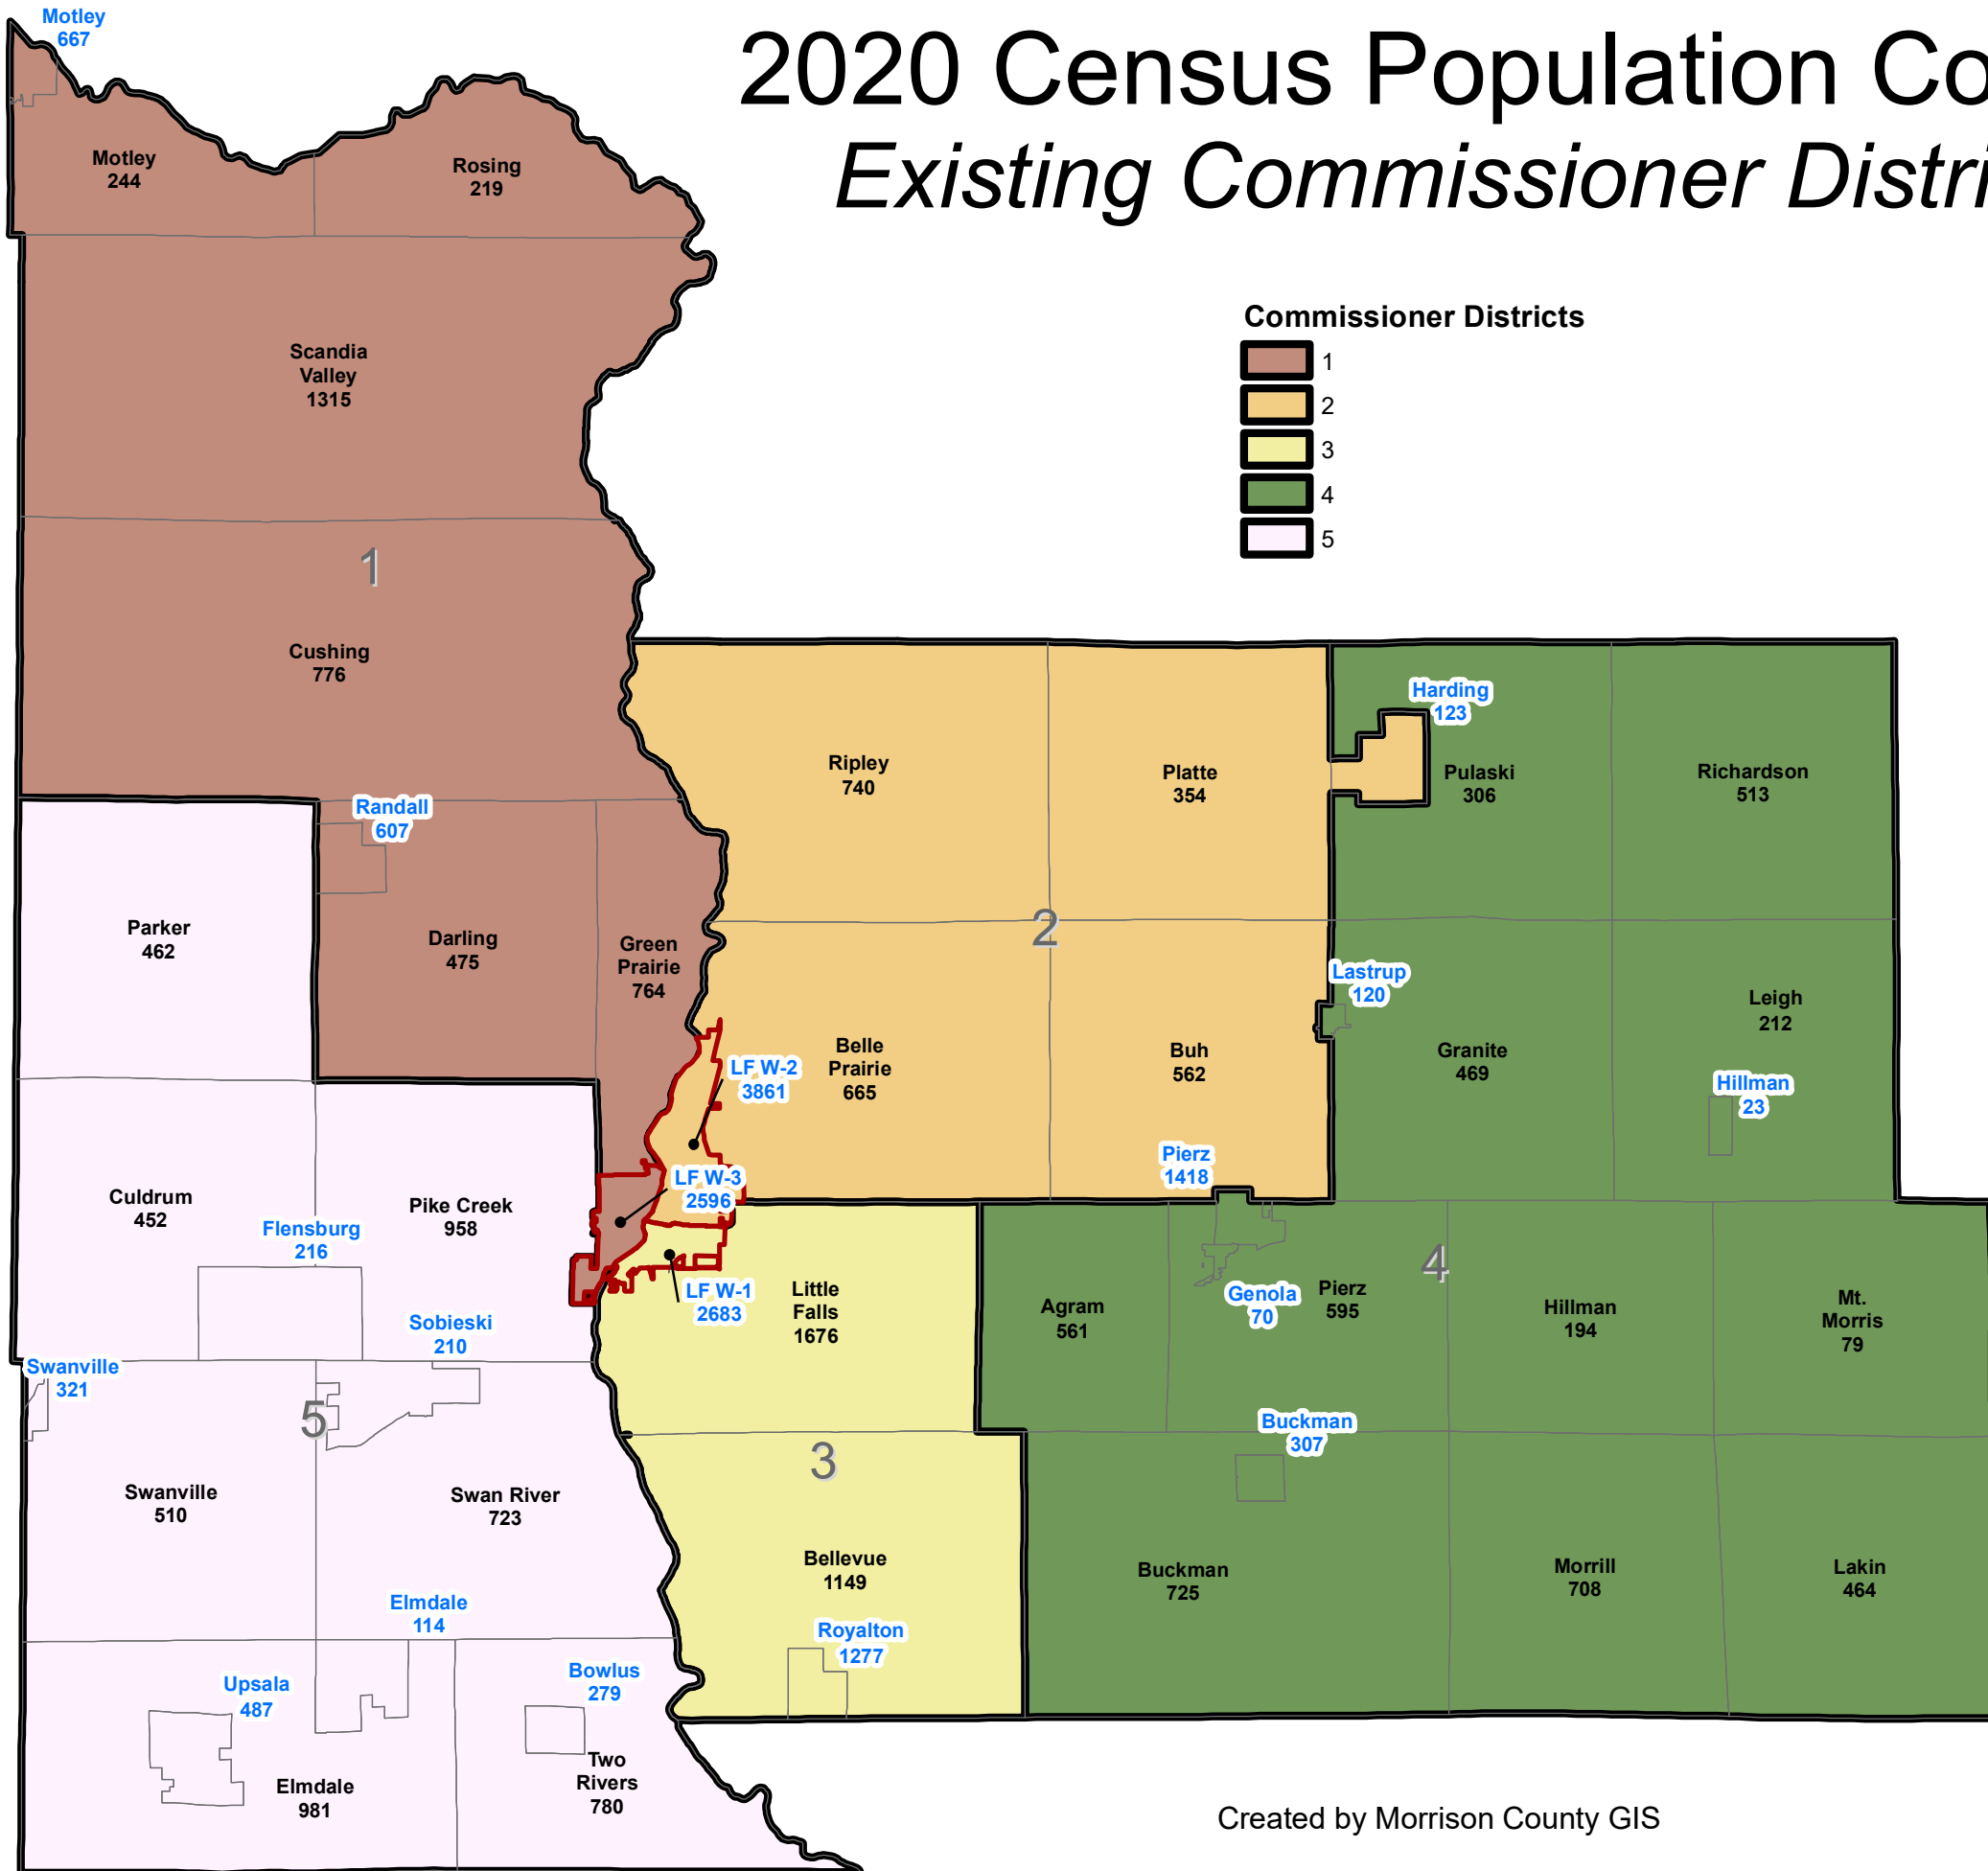 2020 Census Population Co
Existing Commissioner Distri
Motley
667
Motley
244
Rosing
219
Scandia
Valley
1315
Commissioner Districts
1
2
3
4
5
1
Cushing
776
Ripley
740
Platte
354
Harding
123
Pulaski
306
Richardson
513
Randall
607
Parker
462
Darling
475
Green
Prairie
764
2
Lastrup
120
Leigh
212
Belle
Prairie
665
Buh
562
Granite
469
Hillman
23
LF W-2
3861
Pierz
1418
LF W-3
2596
Culdrum
452
Pike Creek
958
Flensburg
216
LF W-1
2683
Little
Falls
1676
Agram
561
Genola
70
Pierz
595
4
Hillman
194
Mt.
Morris
79
Sobieski
210
Swanville
321
5
3
Buckman
307
Swanville
510
Swan River
723
Bellevue
1149
Buckman
725
Morrill
708
Lakin
464
Elmdale
114
Royalton
1277
Upsala
487
Bowlus
279
Elmdale
981
Two
Rivers
780
Created by Morrison County GIS